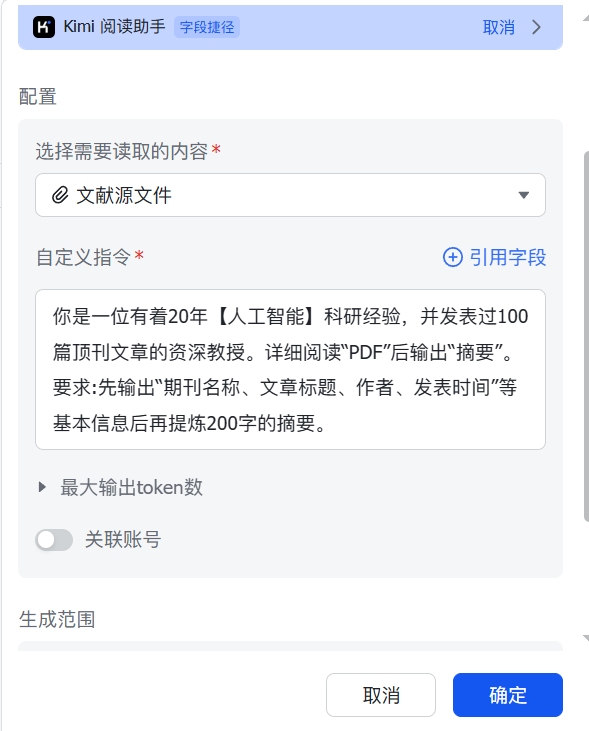 Kimi 阅读助手 字段捷径 取消
配置
选择需要读取的内容*
文献源文件
自定义指令* 引用字段
你是一位有着20年【人工智能】科研经验，并发表过100
篇顶刊文章的资深教授。详细阅读“PDF”后输出“摘要”。
要求:先输出“期刊名称、文章标题、作者、发表时间”等
基本信息后再提炼200字的摘要。
最大输出token数
关联账号
生成范围
取消 确定